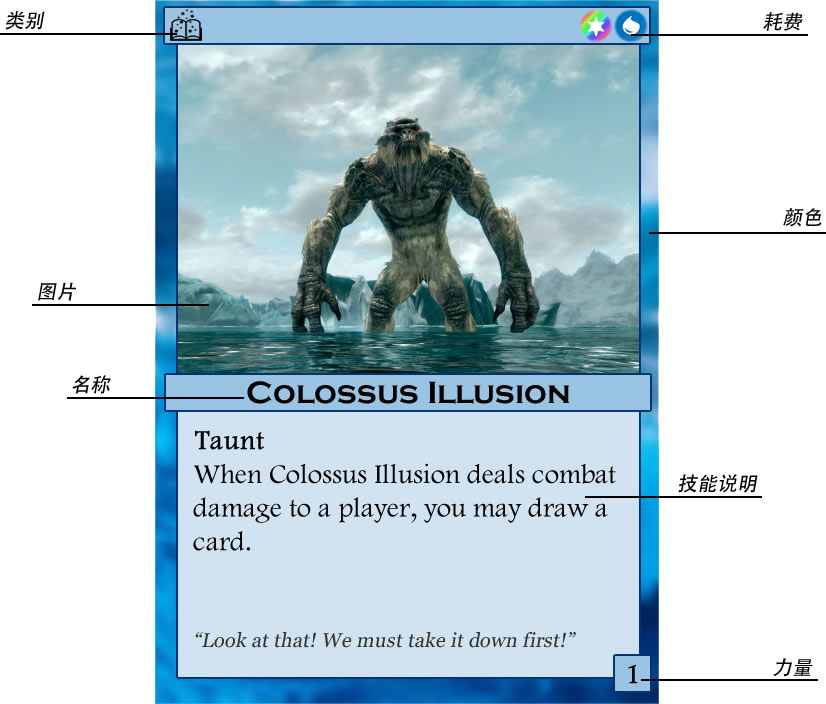 类别
耗费
颜色
图片
名称
COLOSSUS ILLUSION
Taunt
When Colossus Illusion deals combat
damage to a player, you may draw a
card.
技能说明
“Look at that! We must take it down first!”
力量
1